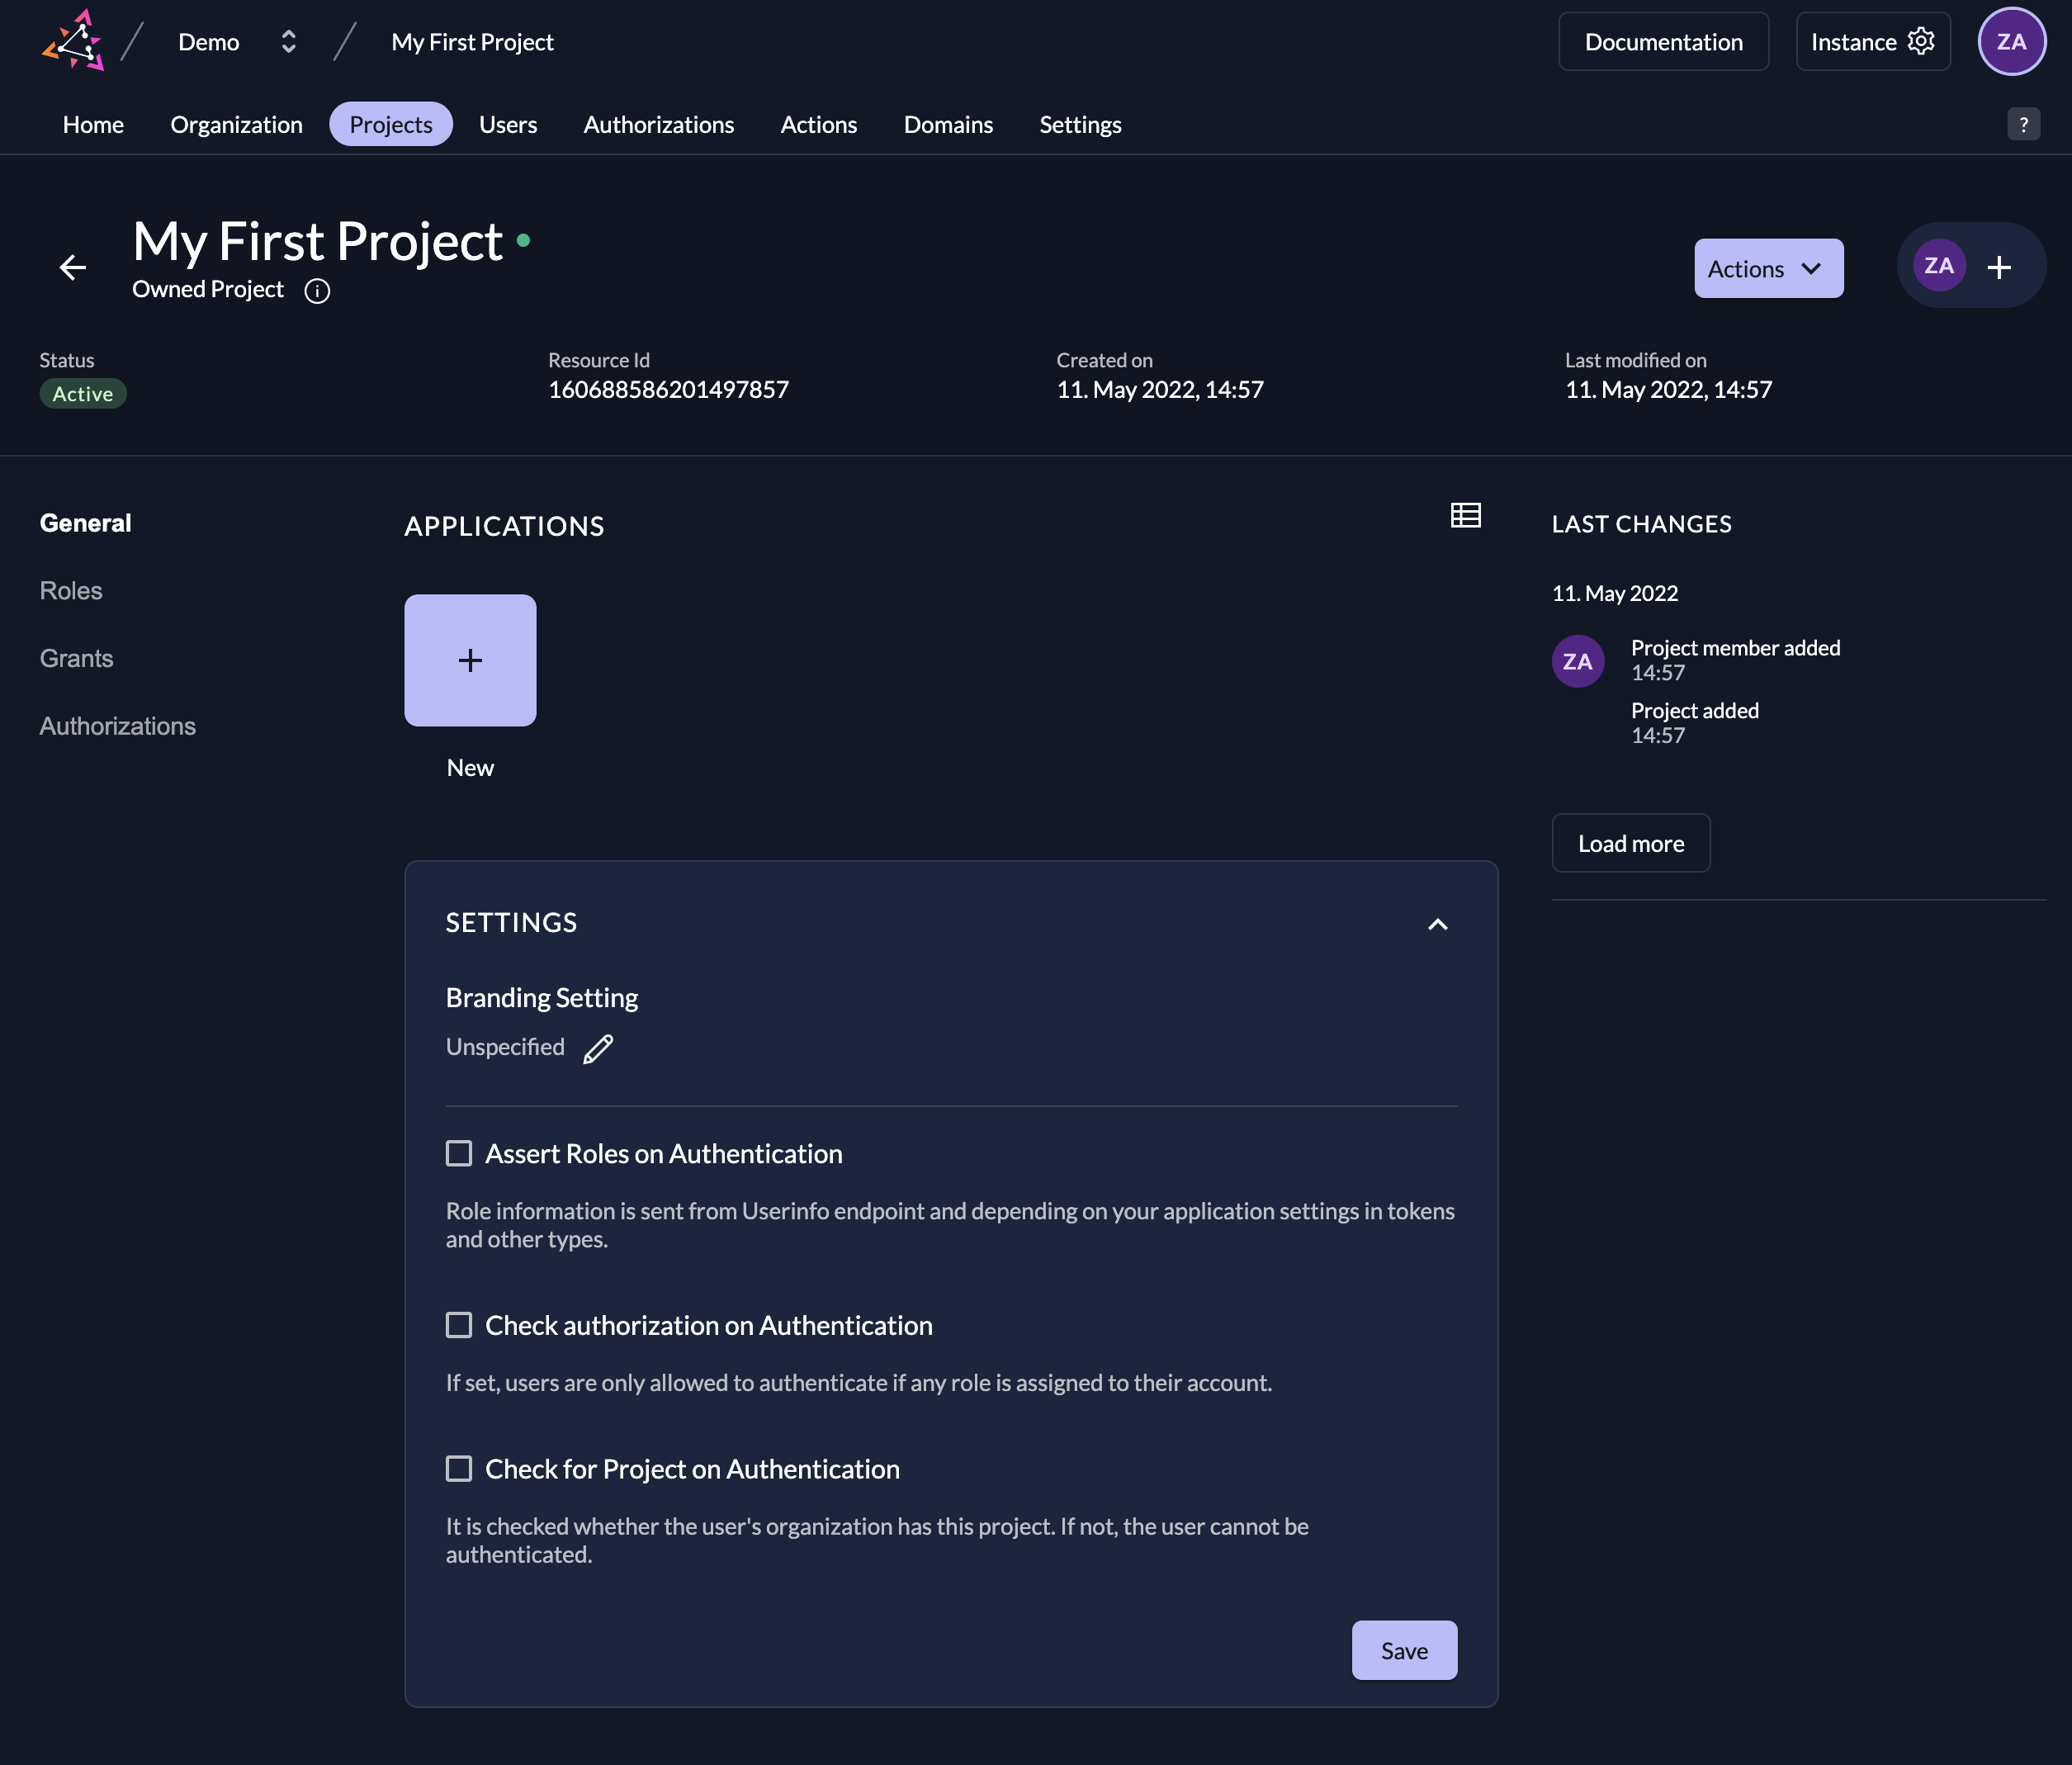 Demo
My First Project
Documentation
Instance
ZA
Home
Organization
Projects
Users
Authorizations
Actions
Domains
Settings
?
My First Project
Owned Project
Actions
ZA
Status
Active
Resource Id
160688586201497857
Created on
11. May 2022, 14:57
Last modified on
11. May 2022, 14:57
General
Roles
Grants
Authorizations
APPLICATIONS
New
SETTINGS
Branding Setting
Unspecified
Assert Roles on Authentication
Role information is sent from Userinfo endpoint and depending on your application settings in tokens
and other types.
Check authorization on Authentication
If set, users are only allowed to authenticate if any role is assigned to their account.
Check for Project on Authentication
It is checked whether the user's organization has this project. If not, the user cannot be
authenticated.
Save
LAST CHANGES
11. May 2022
ZA
Project member added
14:57
Project added
14:57
Load more